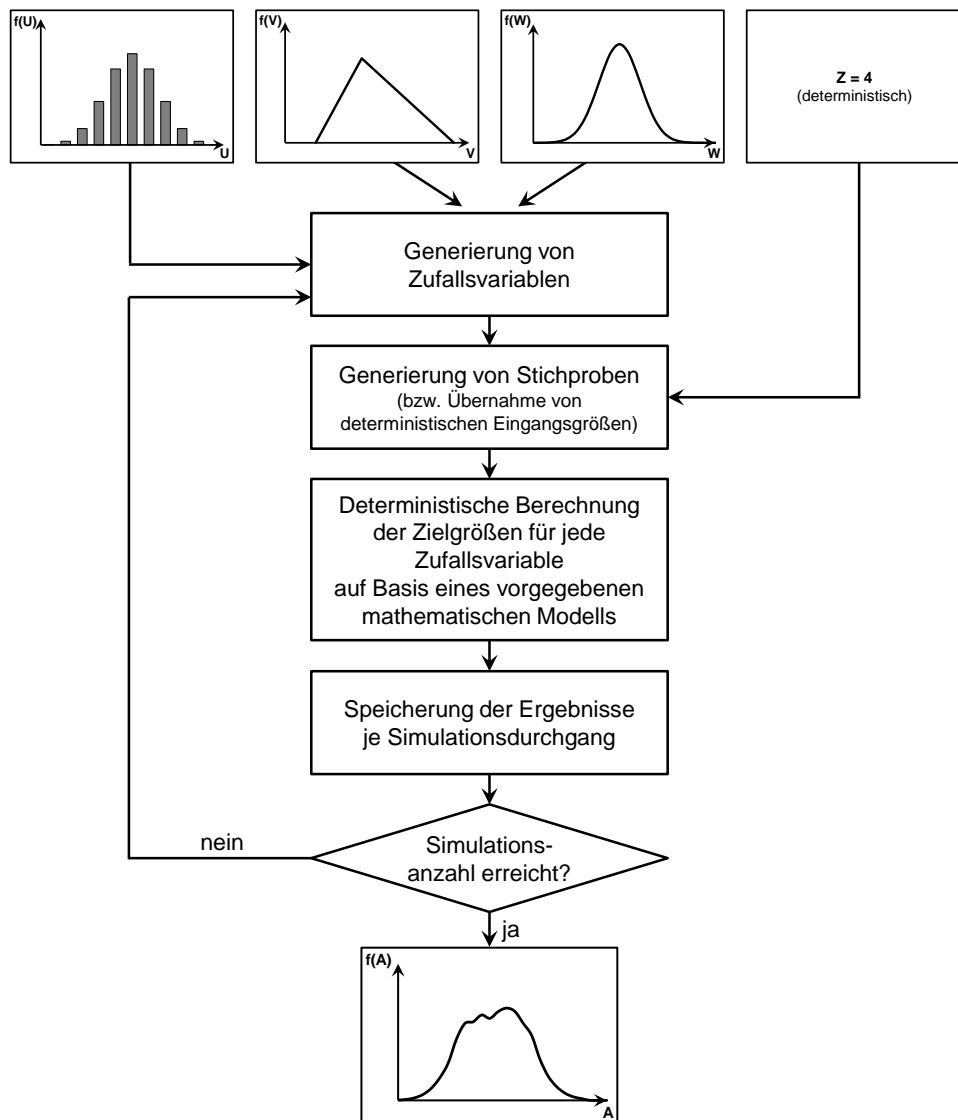 f(U)
U
f(V)
V
f(W)
W
Z = 4
(deterministisch)
Generierung von
Zufallsvariablen
Generierung von Stichproben
(bzw. Übernahme von
deterministischen Eingangsgrößen)
Deterministische Berechnung
der Zielgrößen für jede
Zufallsvariable
auf Basis eines vorgegebenen
mathematischen Modells
Speicherung der Ergebnisse
je Simulationsdurchgang
nein
Simulations-
anzahl erreicht?
ja
f(A)
A